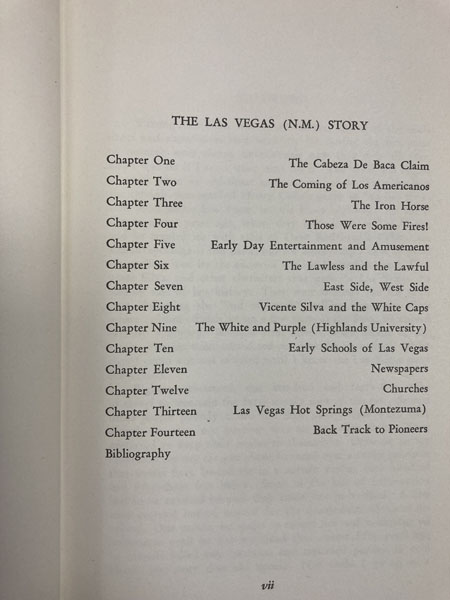 THE LAS VEGAS (N.M.) STORY
Chapter One The Cabeza De Baca Claim
Chapter Two The Coming of Los Americanos
Chapter Three The Iron Horse
Chapter Four Those Were Some Fires!
Chapter Five Early Day Entertainment and Amusement
Chapter Six The Lawless and the Lawful
Chapter Seven East Side, West Side
Chapter Eight Vicente Silva and the White Caps
Chapter Nine The White and Purple (Highlands University)
Chapter Ten Early Schools of Las Vegas
Chapter Eleven Newspapers
Chapter Twelve Churches
Chapter Thirteen Las Vegas Hot Springs (Montezuma)
Chapter Fourteen Back Track to Pioneers
Bibliography
vii